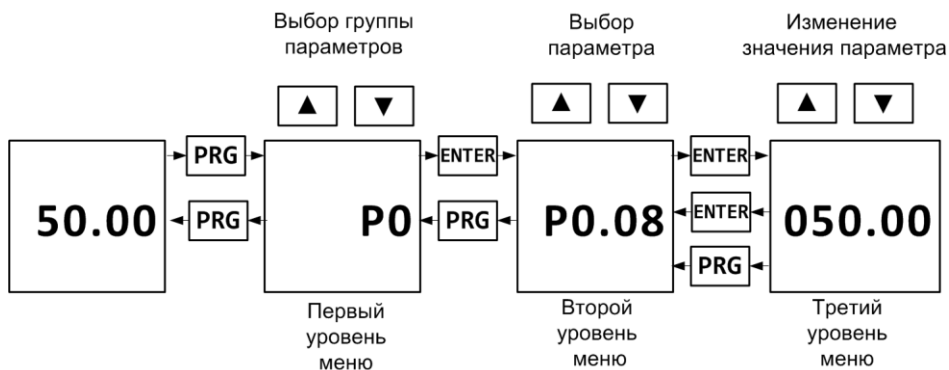 Выбор группы
параметров
Выбор
параметра
Изменение
значения параметра
PRG
ENTER
ENTER
50.00
PRG
P0
PRG
P0.08
ENTER
050.00
PRG
Первый
уровень
меню
Второй
уровень
меню
Третий
уровень
меню